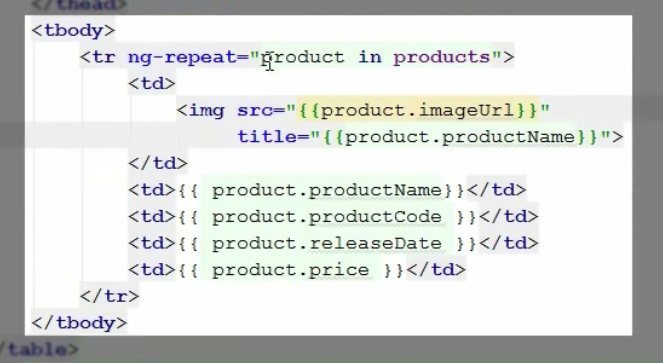 </thead>
<tbody>
<tr ng-repeat="product in products">
<td>
<img src="{{product.imageUrl}}"
title="{{product.productName}}">
</td>
<td>{{ product.productName}}</td>
<td>{{ product.productCode }}</td>
<td>{{ product.releaseDate }}</td>
<td>{{ product.price }}</td>
</tr>
</tbody>
/table>